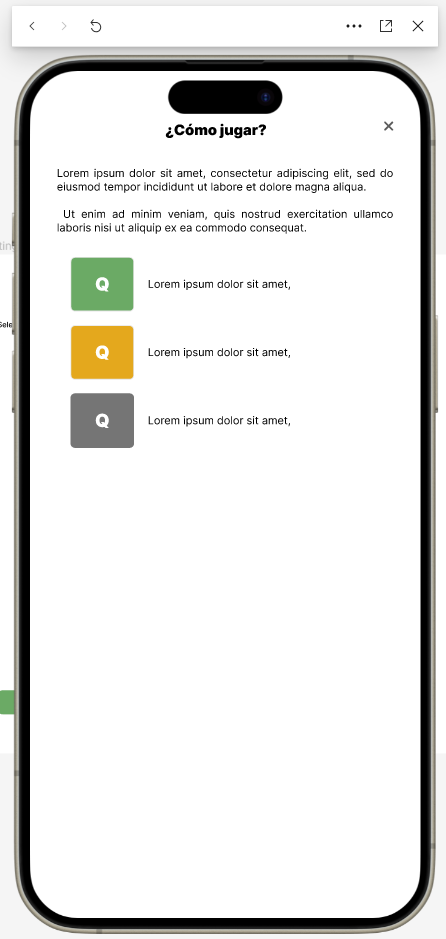 ¿Cómo jugar?
Lorem ipsum dolor sit amet, consectetur adipiscing elit, sed do
eiusmod tempor incididunt ut labore et dolore magna aliqua.
Ut enim ad minim veniam, quis nostrud exercitation ullamco
laboris nisi ut aliquip ex ea commodo consequat.
Q
Lorem ipsum dolor sit amet,
Q
Lorem ipsum dolor sit amet,
Q
Lorem ipsum dolor sit amet,